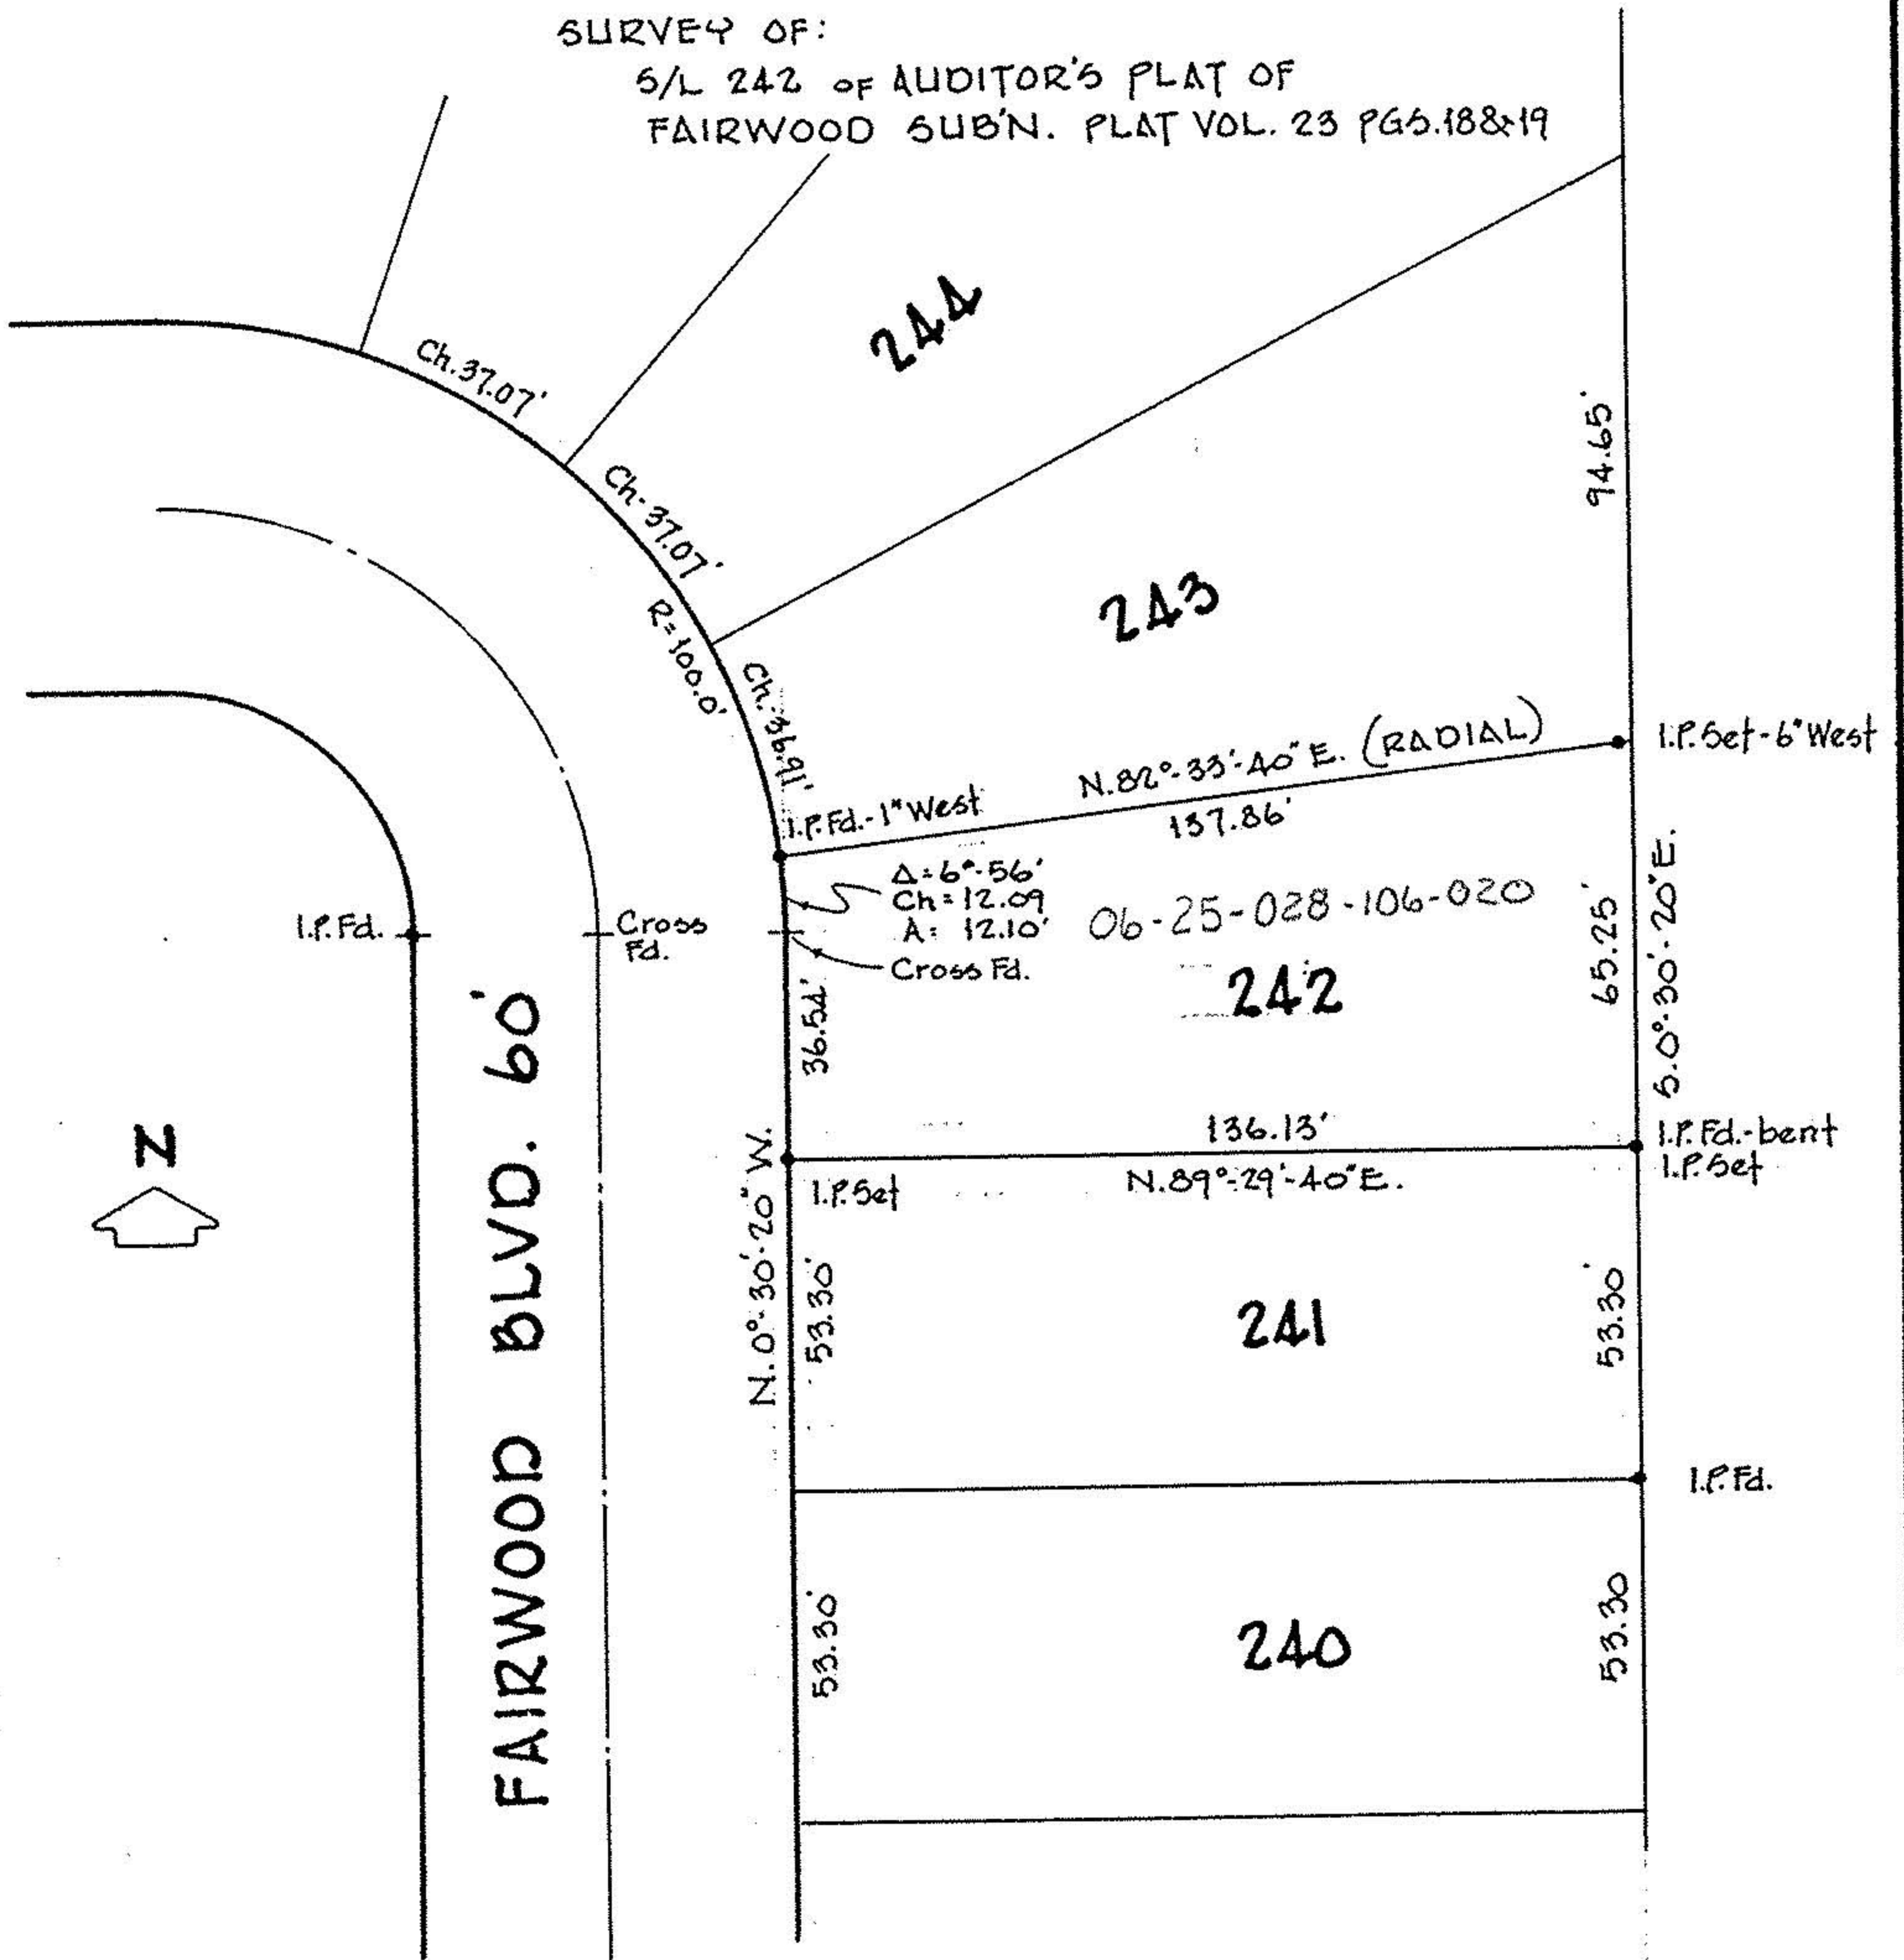 SURVEY OF:
S/L 242 OF AUDITOR'S PLAT OF
FAIRWOOD SUB'N. PLAT VOL. 23 PGS.18&19
244
Ch.37.07'
Ch.37.07'
R=100.0'
Ch.36.91'
94.65'
243
I.P.Set-6"West
N.82°-33'-40"E. (RADIAL)
137.86'
I.P.Fd.-1"West
Δ=6°-56'
Ch=12.09
A=12.10'
Cross Fd.
06-25-028-106-020
I.P.Fd.
Cross
Fd.
242
36.54'
65.25'
S.0°-30'-20"E.
136.13'
N.89°-29'-40"E.
I.P.Fd.-bent
I.P.Set
I.P.Set
N
N.0°-30'-20"W.
FAIRWOOD BLVD. 60'
53.30'
241
53.30'
I.P.Fd.
53.30'
240
53.30